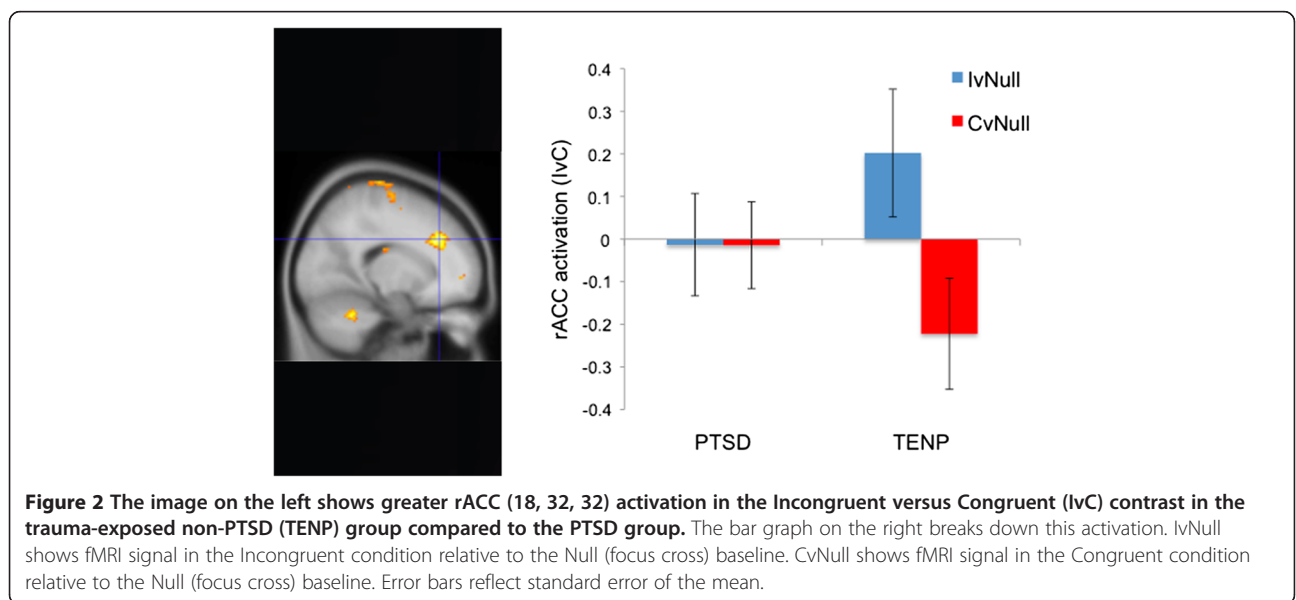 0.4
0.3
0.2
0.1
0
-0.1
-0.2
-0.3
-0.4
rACC activation (IvC)
IvNull
CvNull
PTSD
TENP
Figure 2 The image on the left shows greater rACC (18, 32, 32) activation in the Incongruent versus Congruent (IvC) contrast in the
trauma-exposed non-PTSD (TENP) group compared to the PTSD group. The bar graph on the right breaks down this activation. IvNull
shows fMRI signal in the Incongruent condition relative to the Null (focus cross) baseline. CvNull shows fMRI signal in the Congruent condition
relative to the Null (focus cross) baseline. Error bars reflect standard error of the mean.